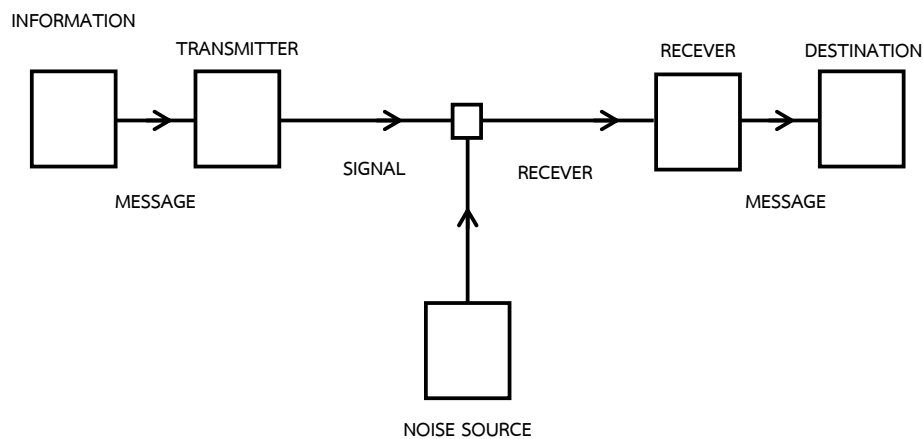 INFORMATION
TRANSMITTER
RECEVER
DESTINATION
SIGNAL
RECEVER
MESSAGE
MESSAGE
NOISE SOURCE